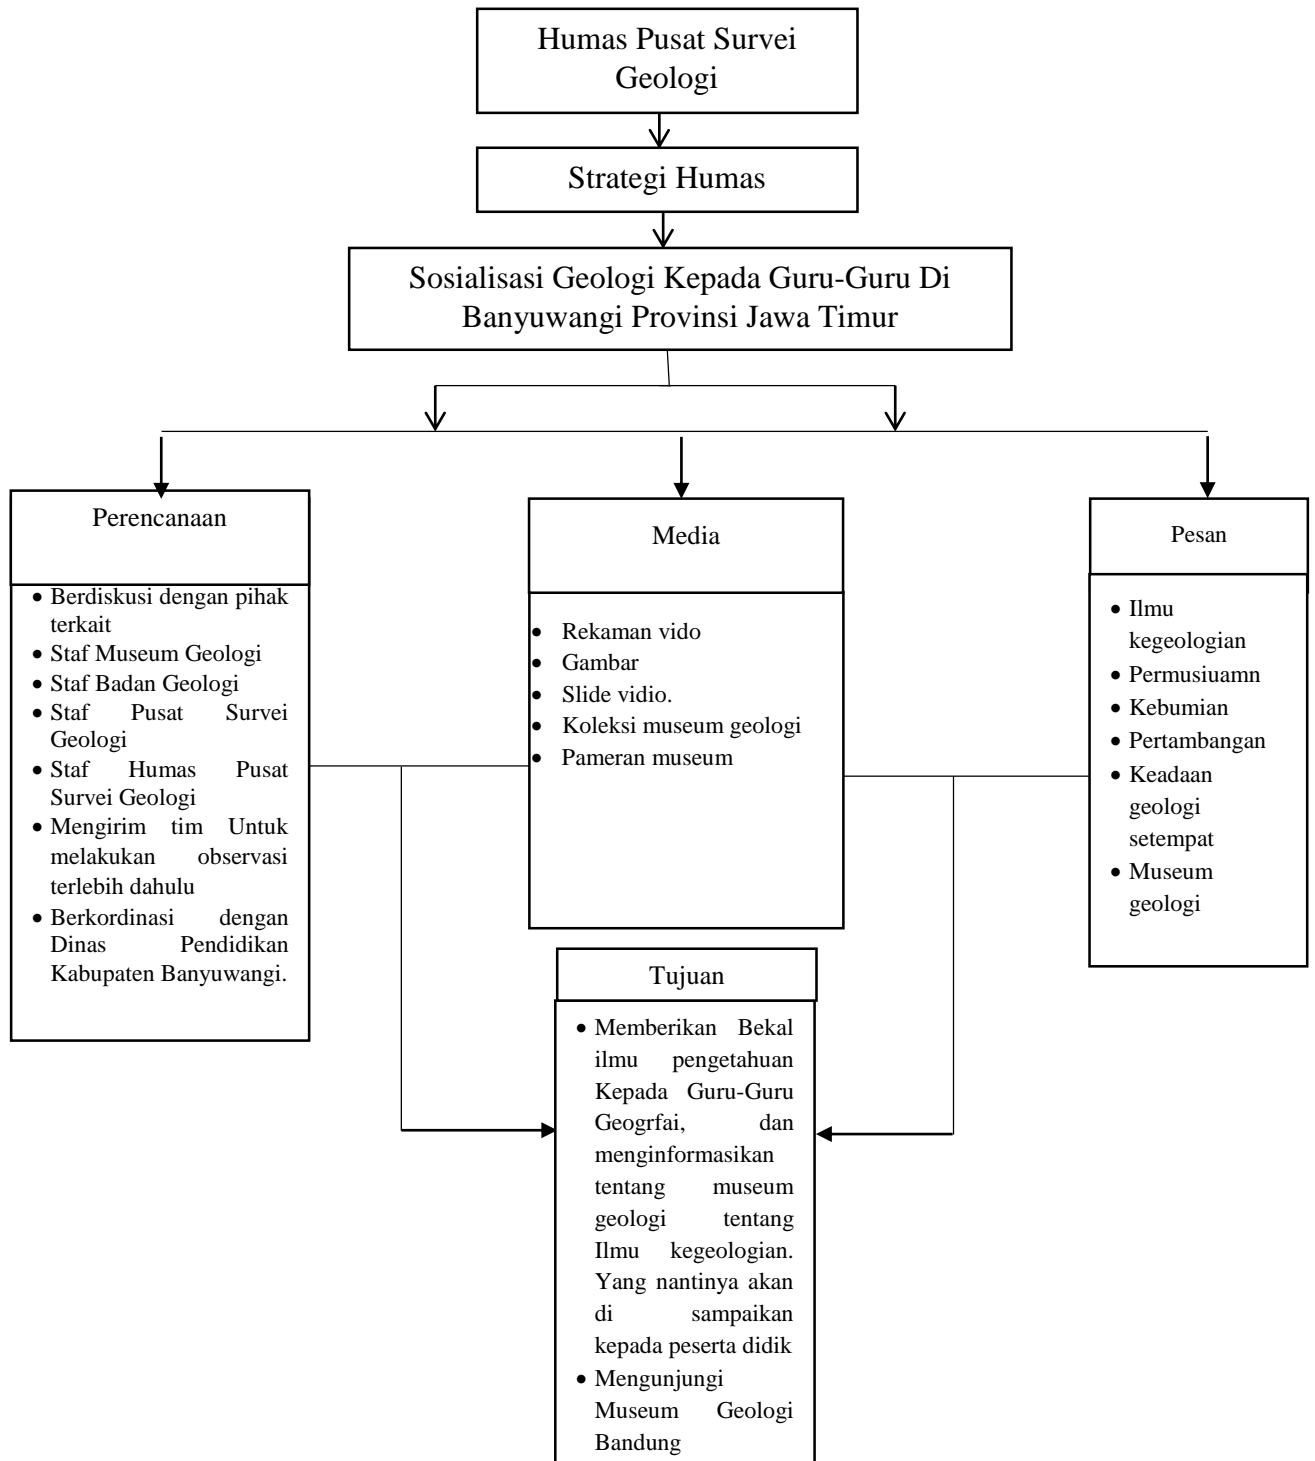 Humas Pusat Survei
Geologi
Strategi Humas
Sosialisasi Geologi Kepada Guru-Guru Di
Banyuwangi Provinsi Jawa Timur
Perencanaan
• Berdiskusi dengan pihak
terkait
• Staf Museum Geologi
• Staf Badan Geologi
• Staf Pusat Survei
Geologi
• Staf Humas Pusat
Survei Geologi
• Mengirim tim Untuk
melakukan observasi
terlebih dahulu
• Berkordinasi dengan
Dinas Pendidikan
Kabupaten Banyuwangi.
Media
• Rekaman vido
• Gambar
• Slide vidio.
• Koleksi museum geologi
• Pameran museum
Pesan
• Ilmu
kegeologian
• Permusiuamn
• Kebumian
• Pertambangan
• Keadaan
geologi
setempat
• Museum
geologi
Tujuan
• Memberikan Bekal
ilmu pengetahuan
Kepada Guru-Guru
Geogrfai, dan
menginformasikan
tentang museum
geologi tentang
Ilmu kegeologian.
Yang nantinya akan
di sampaikan
kepada peserta didik
• Mengunjungi
Museum Geologi
Bandung